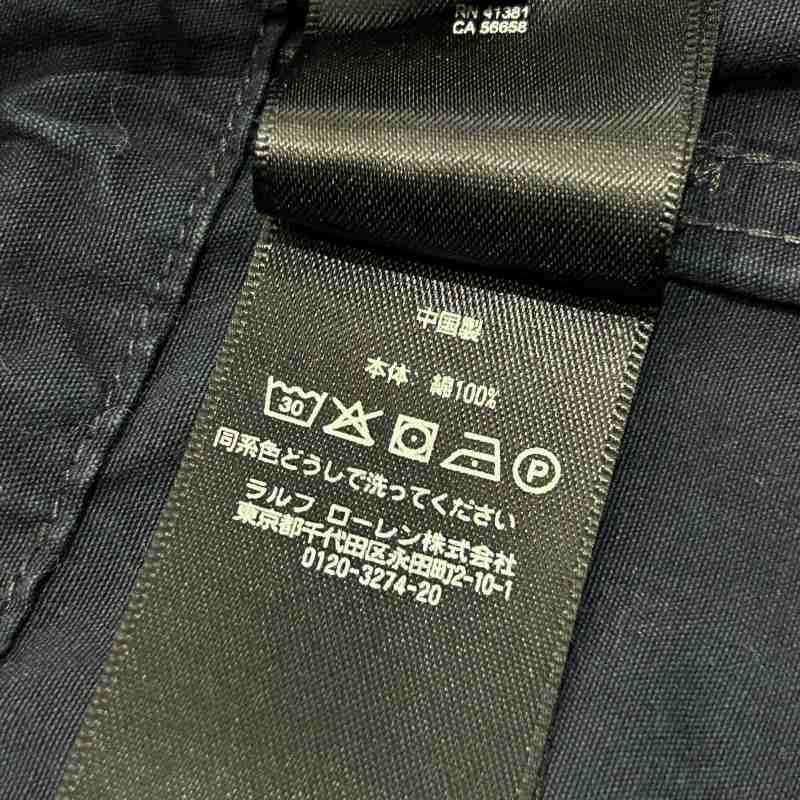 RN 41381
CA 56658
中国製
本体：綿100%
30
P
同系色どうしで洗ってください
ラルフ ローレン株式会社
東京都千代田区永田町2-10-1
0120-3274-20